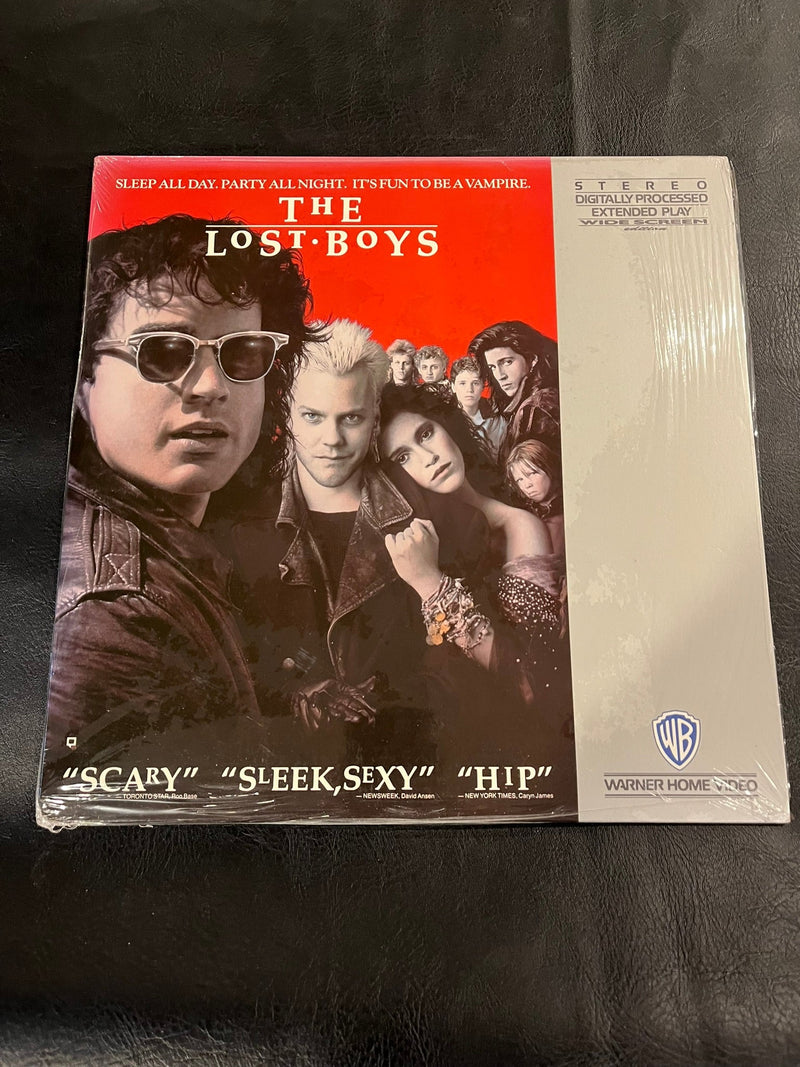 SLEEP ALL DAY. PARTY ALL NIGHT. IT'S FUN TO BE A VAMPIRE.
THE
LOST·BOYS
STEREO
DIGITALLY PROCESSED
EXTENDED PLAY
WIDE SCREEN
edition
"SCARY"
— TORONTO STAR, Ron Base
"SLEEK, SEXY"
— NEWSWEEK, David Ansen
"HIP"
— NEW YORK TIMES, Caryn James
WB
WARNER HOME VIDEO